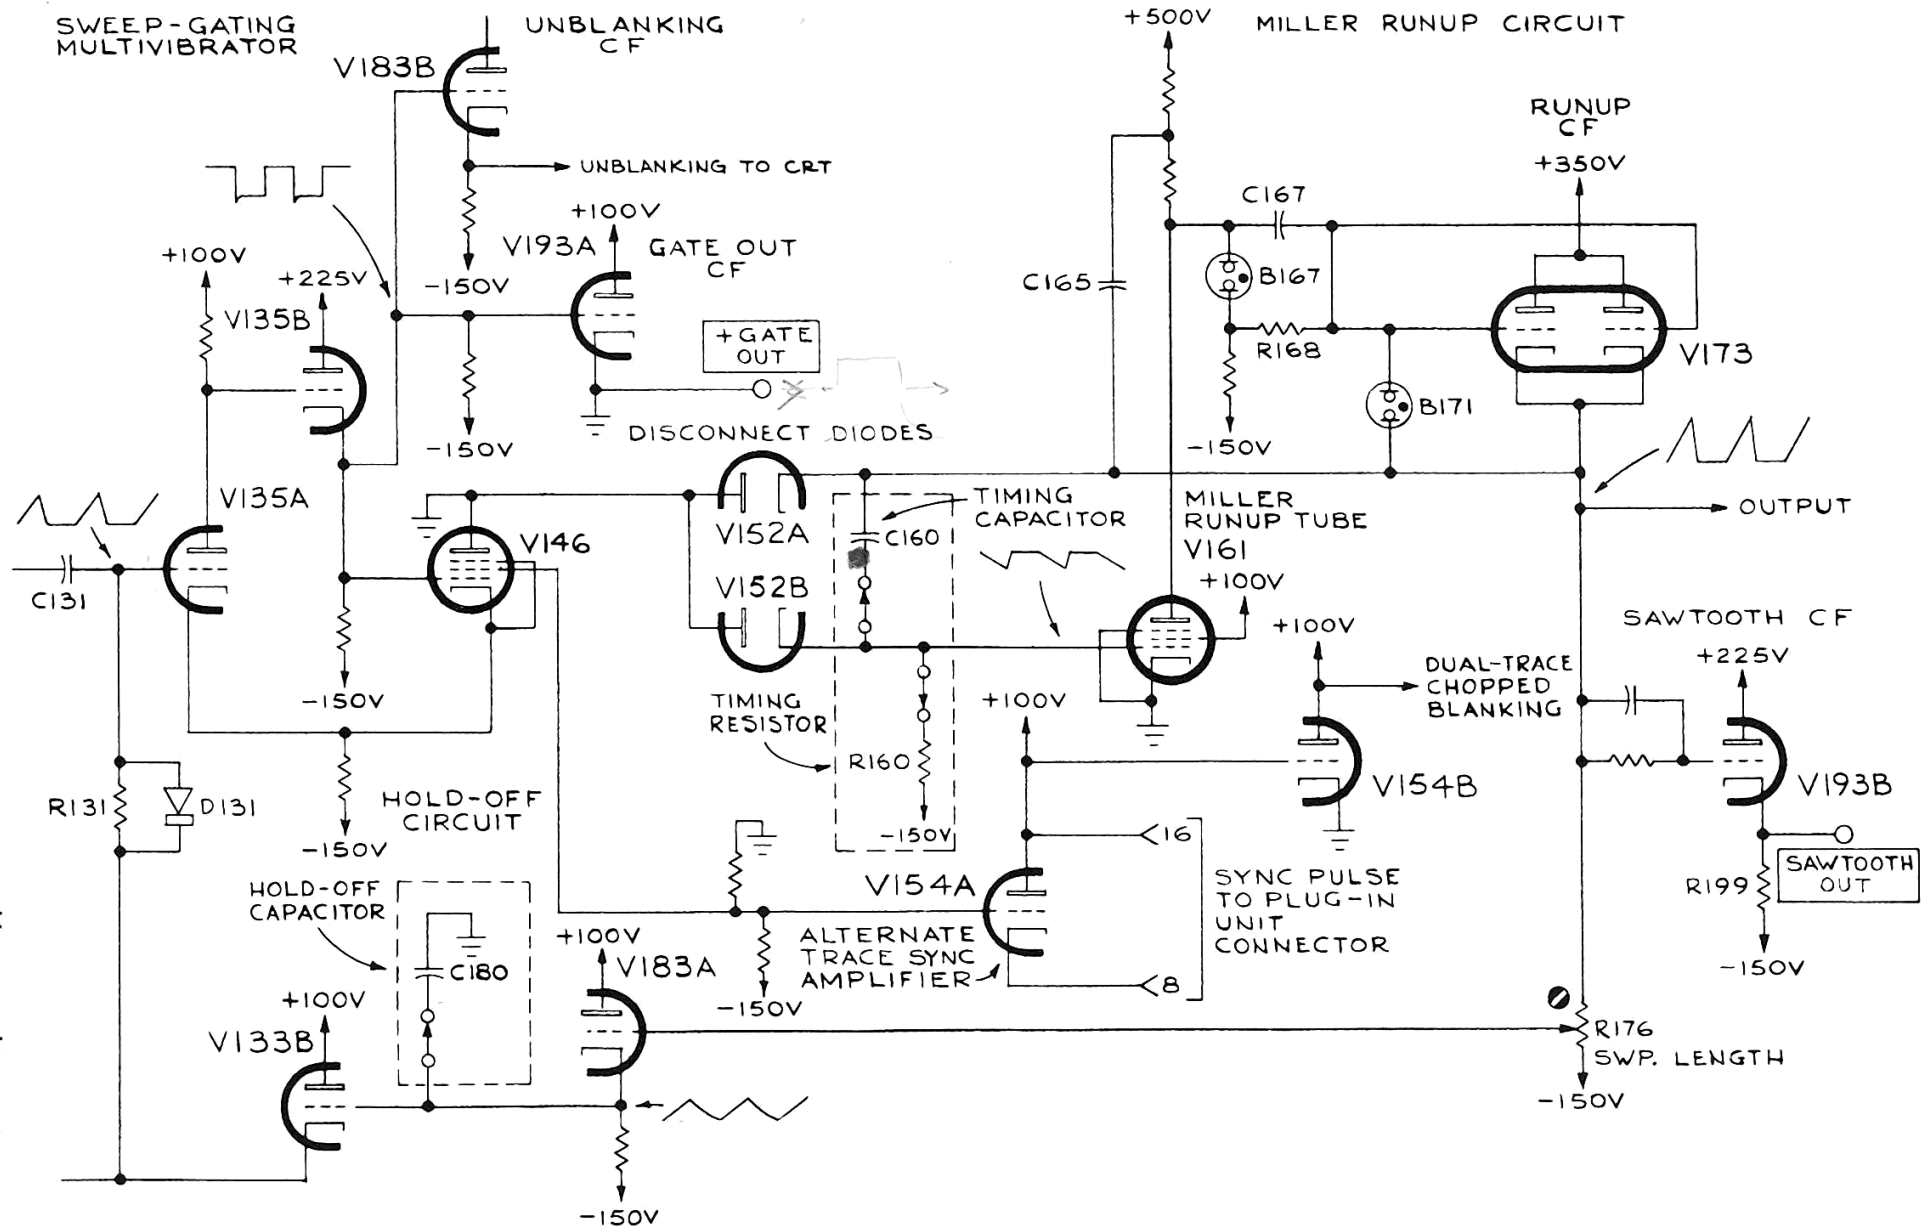 SWEEP-GATING
MULTIVIBRATOR
UNBLANKING
CF
+500V
MILLER RUNUP CIRCUIT
V183B
RUNUP
CF
+350V
UNBLANKING TO CRT
C167
+100V
V193A
GATE OUT
CF
+100V
+225V
-150V
C165
B167
V135B
+GATE
OUT
R168
V173
B171
-150V
DISCONNECT DIODES
-150V
V135A
TIMING
CAPACITOR
MILLER
RUNUP TUBE
V161
OUTPUT
V152A
C160
V146
V152B
+100V
C131
+100V
SAWTOOTH CF
+225V
-150V
TIMING
RESISTOR
+100V
DUAL-TRACE
CHOPPED
BLANKING
R160
V154B
V193B
R131
D131
HOLD-OFF
CIRCUIT
-150V
-150V
16
SAWTOOTH
OUT
HOLD-OFF
CAPACITOR
V154A
SYNC PULSE
TO PLUG-IN
UNIT
CONNECTOR
R199
+100V
ALTERNATE
TRACE SYNC
AMPLIFIER
C180
V183A
8
-150V
+100V
-150V
V133B
R176
SWP. LENGTH
-150V
-150V